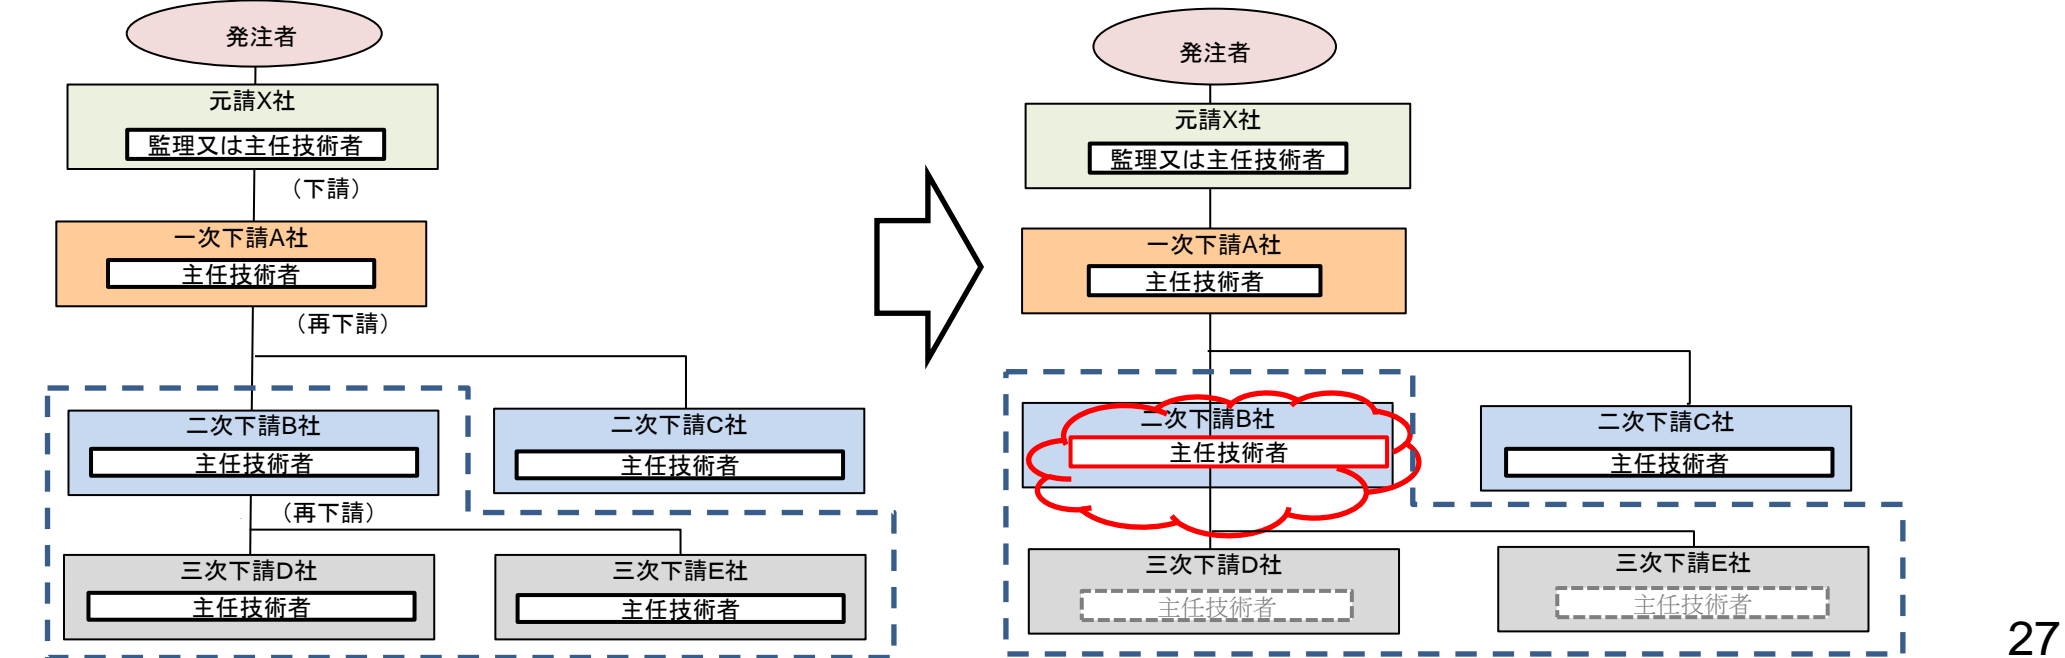 発注者
元請X社
監理又は主任技術者
（下請）
一次下請A社
主任技術者
（再下請）
二次下請B社
主任技術者
二次下請C社
主任技術者
（再下請）
三次下請D社
主任技術者
三次下請E社
主任技術者
発注者
元請X社
監理又は主任技術者
一次下請A社
主任技術者
二次下請B社
主任技術者
二次下請C社
主任技術者
三次下請D社
主任技術者
三次下請E社
主任技術者
27